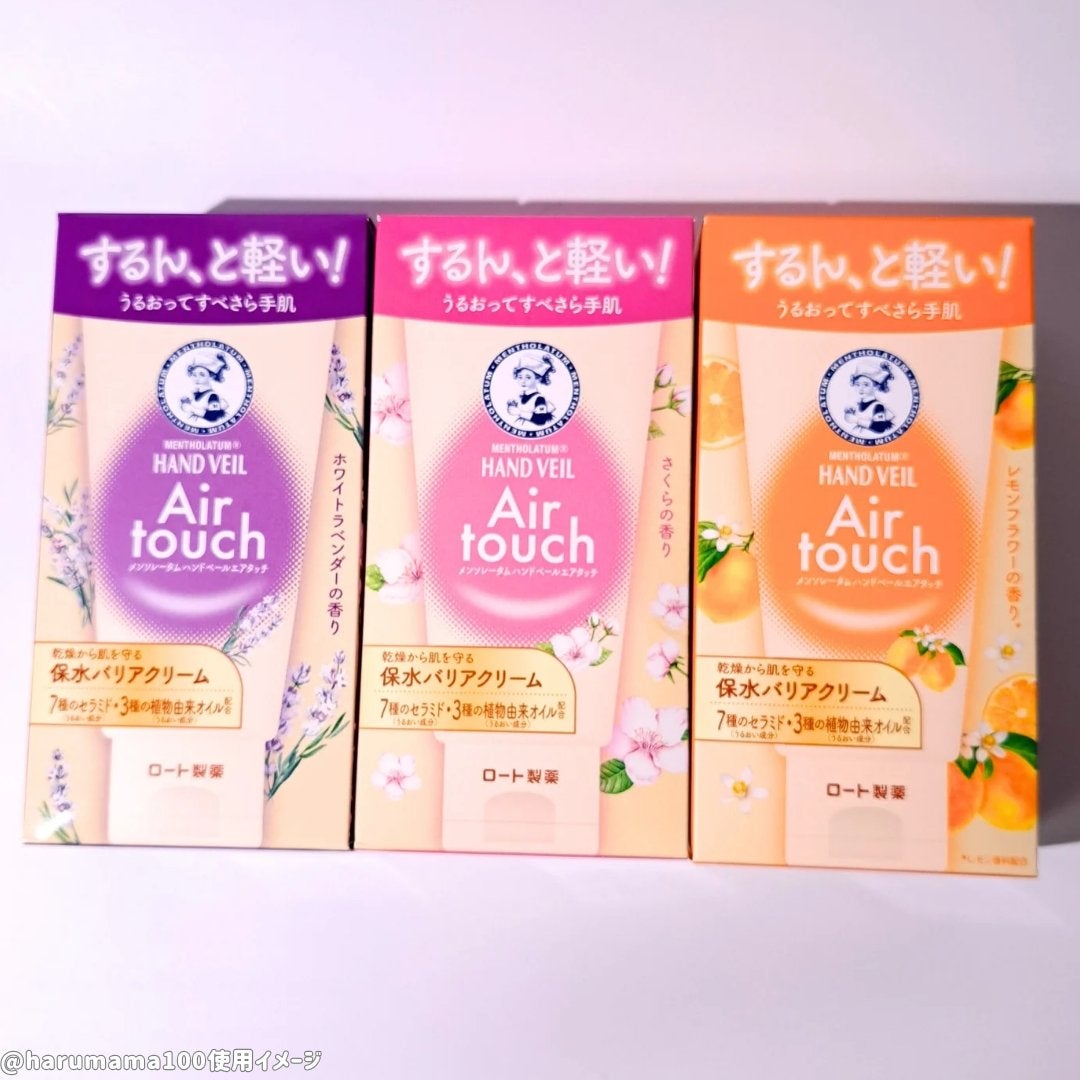 するん、と軽い!
うるおってすべさら手肌
MENTHOLATUM・MENTHOLATUM・MENTHOLATUM
MENTHOLATUM®
HAND VEIL
Air
touch
メンソレータム ハンドベール エアタッチ
ホワイトラベンダーの香り
乾燥から肌を守る
保水バリアクリーム
7種のセラミド・3種の植物由来オイル配合
(うるおい成分) (うるおい成分)
ロート製薬
するん、と軽い!
うるおってすべさら手肌
MENTHOLATUM・MENTHOLATUM・MENTHOLATUM
MENTHOLATUM®
HAND VEIL
Air
touch
メンソレータム ハンドベール エアタッチ
さくらの香り
乾燥から肌を守る
保水バリアクリーム
7種のセラミド・3種の植物由来オイル配合
(うるおい成分) (うるおい成分)
ロート製薬
するん、と軽い!
うるおってすべさら手肌
MENTHOLATUM・MENTHOLATUM・MENTHOLATUM
MENTHOLATUM®
HAND VEIL
Air
touch
メンソレータム ハンドベール エアタッチ
レモンフラワーの香り*
乾燥から肌を守る
保水バリアクリーム
7種のセラミド・3種の植物由来オイル配合
(うるおい成分) (うるおい成分)
ロート製薬
@harumama100使用イメージ